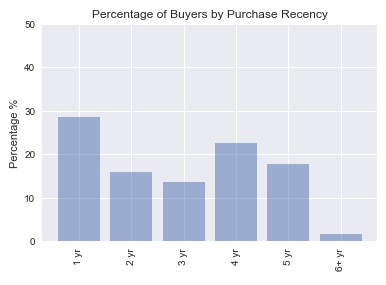 Percentage of Buyers by Purchase Recency
Percentage %
50
40
30
20
10
0
1 yr
2 yr
3 yr
4 yr
5 yr
6+ yr